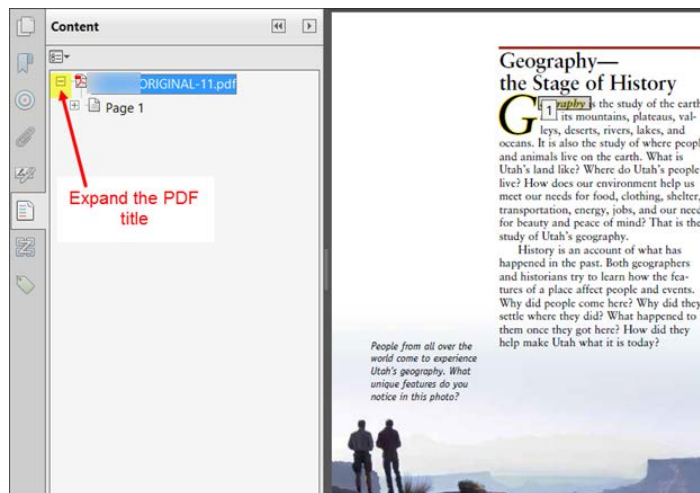 Content
ORIGINAL-11.pdf
Page 1
Expand the PDF
title
Geography—
the Stage of History
Geography is the study of the earth
1
its mountains, plateaus, val-
leys, deserts, rivers, lakes, and
oceans. It is also the study of where peopl
and animals live on the earth. What is
Utah's land like? Where do Utah's people
live? How does our environment help us
meet our needs for food, clothing, shelter,
transportation, energy, jobs, and our need
for beauty and peace of mind? That is the
study of Utah's geography.
History is an account of what has
happened in the past. Both geographers
and historians try to learn how the fea-
tures of a place affect people and events.
Why did people come here? Why did they
settle where they did? What happened to
them once they got here? How did they
help make Utah what it is today?
People from all over the
world come to experience
Utah's geography. What
unique features do you
notice in this photo?